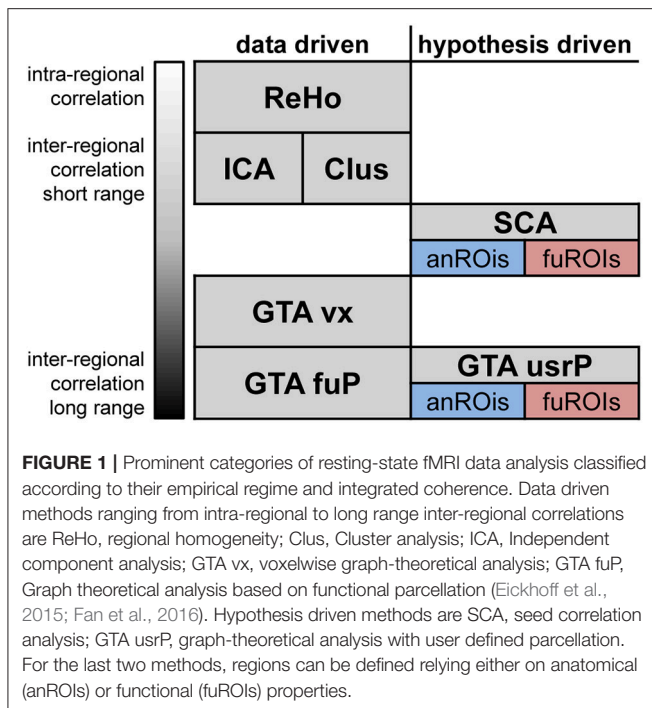 data driven hypothesis driven
intra-regional
correlation
ReHo
inter-regional
correlation
short range
ICA Clus
SCA
anROis fuROIs
GTA vx
inter-regional
correlation
long range
GTA fuP
GTA usrP
anROis fuROIs
FIGURE 1 | Prominent categories of resting-state fMRI data analysis classified
according to their empirical regime and integrated coherence. Data driven
methods ranging from intra-regional to long range inter-regional correlations
are ReHo, regional homogeneity; Clus, Cluster analysis; ICA, Independent
component analysis; GTA vx, voxelwise graph-theoretical analysis; GTA fuP,
Graph theoretical analysis based on functional parcellation (Eickhoff et al.,
2015; Fan et al., 2016). Hypothesis driven methods are SCA, seed correlation
analysis; GTA usrP, graph-theoretical analysis with user defined parcellation.
For the last two methods, regions can be defined relying either on anatomical
(anROIs) or functional (fuROIs) properties.